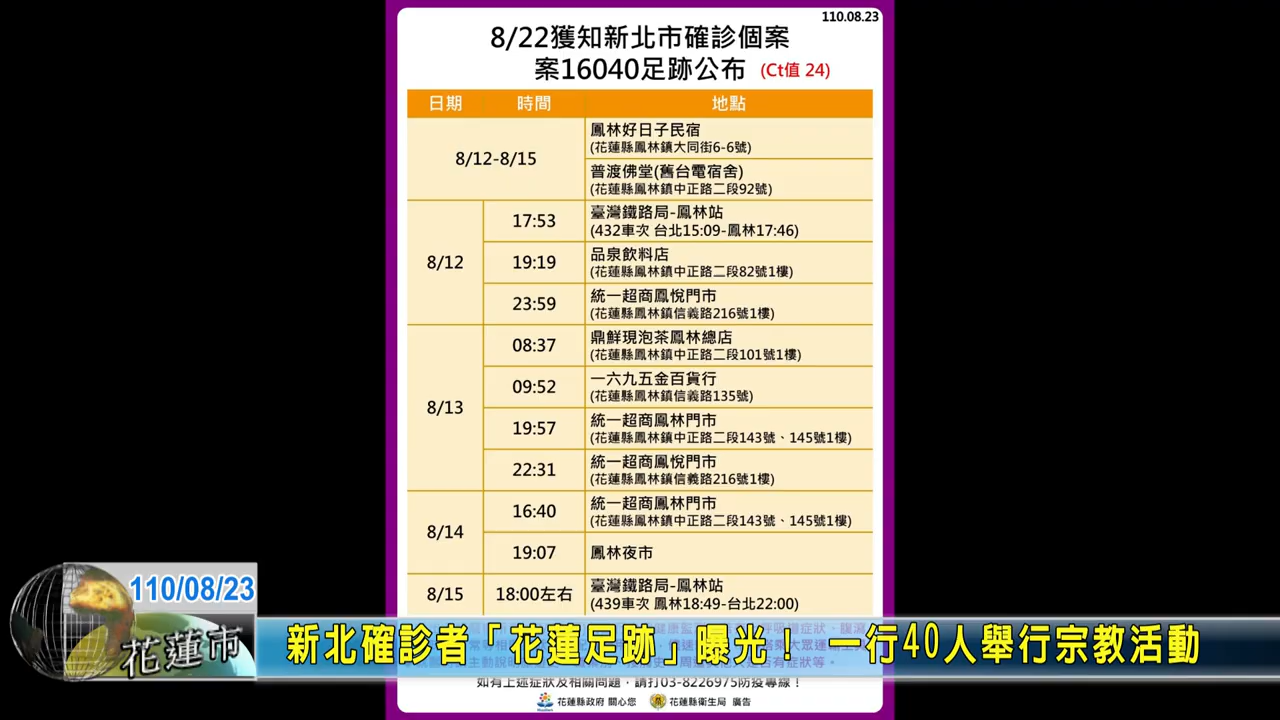 110.08.23
8/22獲知新北市確診個案
案16040足跡公布 (Ct值 24)
日期 時間 地點
8/12-8/15
鳳林好日子民宿
(花蓮縣鳳林鎮大同街6-6號)
普渡佛堂(舊台電宿舍)
(花蓮縣鳳林鎮中正路二段92號)
8/12
17:53
臺灣鐵路局-鳳林站
(432車次 台北15:09-鳳林17:46)
19:19
品泉飲料店
(花蓮縣鳳林鎮中正路二段82號1樓)
23:59
統一超商鳳悅門市
(花蓮縣鳳林鎮信義路216號1樓)
8/13
08:37
鼎鮮現泡茶鳳林總店
(花蓮縣鳳林鎮中正路二段101號1樓)
09:52
一六九五金百貨行
(花蓮縣鳳林鎮信義路135號)
19:57
統一超商鳳林門市
(花蓮縣鳳林鎮中正路二段143號、145號1樓)
22:31
統一超商鳳悅門市
(花蓮縣鳳林鎮信義路216號1樓)
8/14
16:40
統一超商鳳林門市
(花蓮縣鳳林鎮中正路二段143號、145號1樓)
19:07
鳳林夜市
8/15
18:00左右
臺灣鐵路局-鳳林站
(439車次 鳳林18:49-台北22:00)
110/08/23
花蓮市
新北確診者「花蓮足跡」曝光！ 一行40人舉行宗教活動
如有上述症狀及相關問題，請打03-8226975防疫專線！
花蓮縣政府 關心您 花蓮縣衛生局 廣告